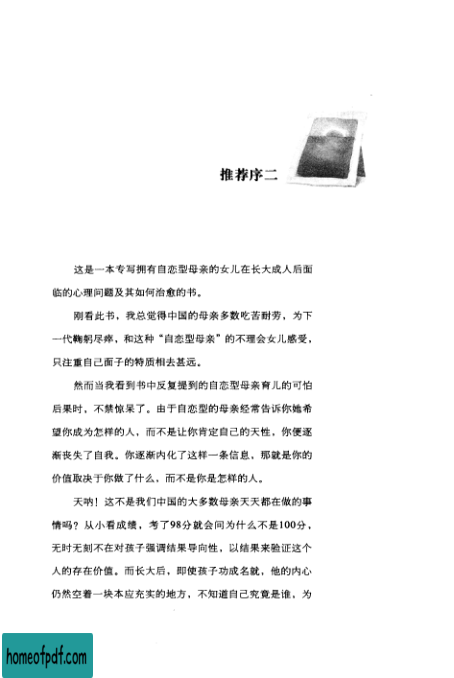 推荐序二
这是一本专写拥有自恋型母亲的女儿在长大成人后面
临的心理问题及其如何治愈的书。
刚看此书，我总觉得中国的母亲多数吃苦耐劳，为下
一代鞠躬尽瘁，和这种“自恋型母亲”的不理会女儿感受，
只注重自己面子的特质相去甚远。
然而当我看到书中反复提到的自恋型母亲育儿的可怕
后果时，不禁惊呆了。由于自恋型的母亲经常告诉你她希
望你成为怎样的人，而不是让你肯定自己的天性，你便逐
渐丧失了自我。你逐渐内化了这样一条信息，那就是你的
价值取决于你做了什么，而不是你是怎样的人。
天呐！这不是我们中国的大多数母亲天天都在做的事
情吗？从小看成绩，考了98分就会问为什么不是100分，
无时无刻不在对孩子强调结果导向性，以结果来验证这个
人的存在价值。而长大后，即使孩子功成名就，他的内心
仍然空着一块本应充实的地方，不知道自己究竟是谁，为
homeofpdf.com